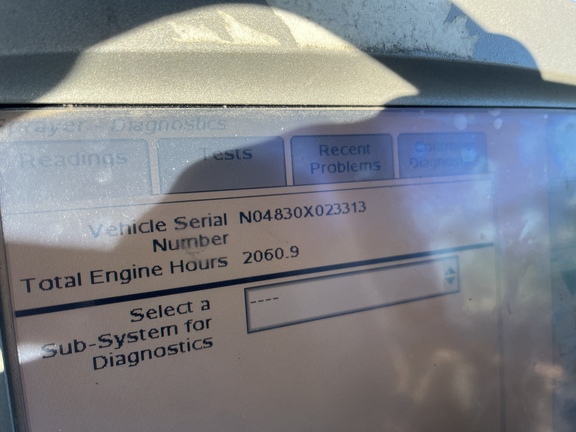 Sprayer - Diagnostics
Readings
Tests
Recent
Problems
Vehicle Serial
Number
N04830X023313
Total Engine Hours 2060.9
Select a
Sub-System for
Diagnostics
----